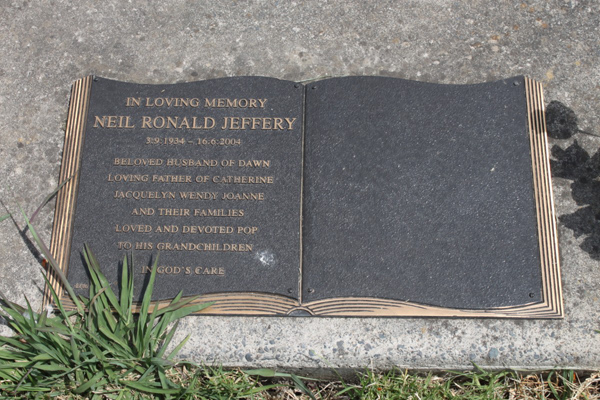 IN LOVING MEMORY
NEIL RONALD JEFFERY
3.9.1934 – 16.6.2004
BELOVED HUSBAND OF DAWN
LOVING FATHER OF CATHERINE
JACQUELYN WENDY JOANNE
AND THEIR FAMILIES
LOVED AND DEVOTED POP
TO HIS GRANDCHILDREN
IN GOD'S CARE